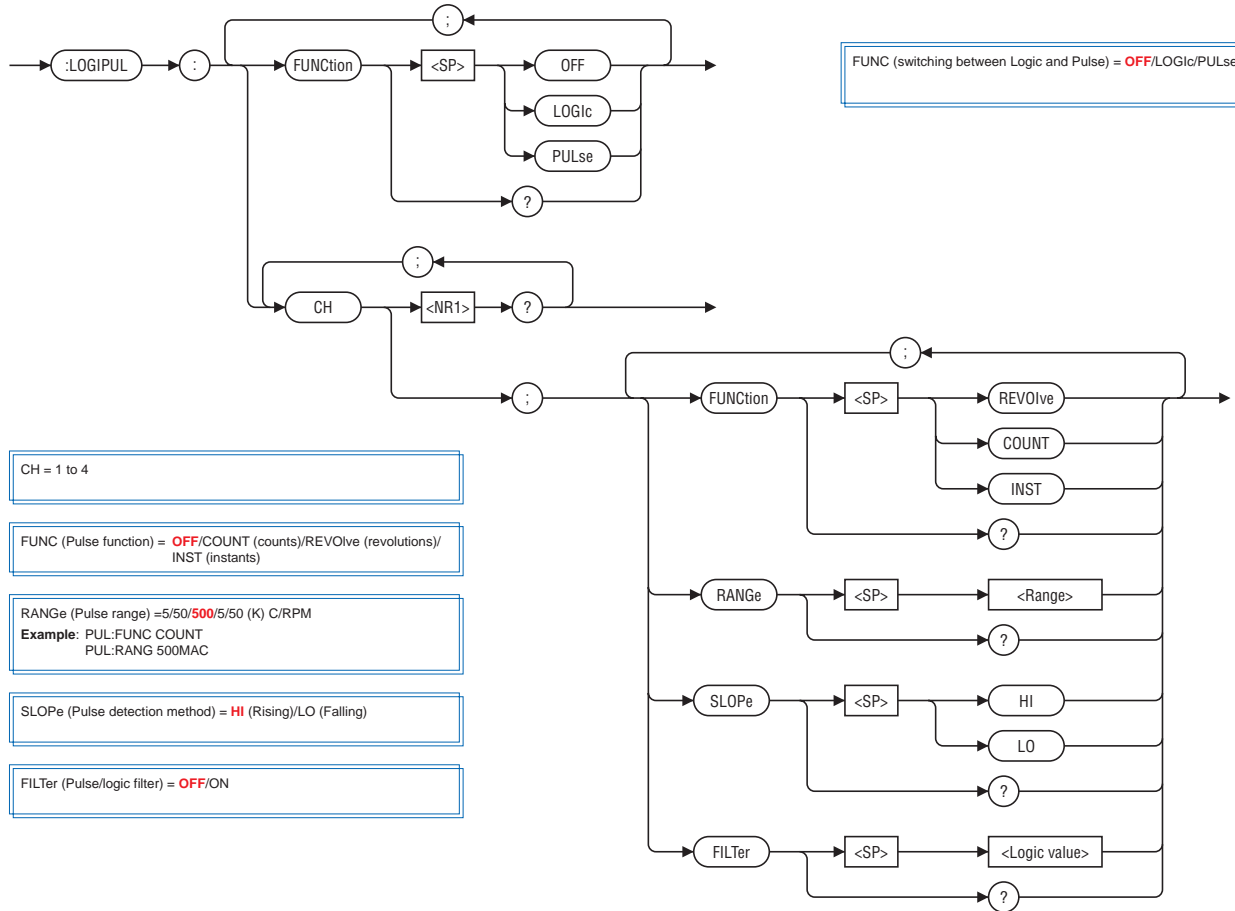 ;
:LOGIPUL : FUNCtion <SP> OFF
LOGIc
PULse
?
FUNC (switching between Logic and Pulse) = OFF/LOGIc/PULse
;
CH <NR1> ?
;
; FUNCtion <SP> REVOlve
COUNT
INST
?
RANGe <SP> <Range>
?
SLOPe <SP> HI
LO
?
FILTer <SP> <Logic value>
?
CH = 1 to 4
FUNC (Pulse function) = OFF/COUNT (counts)/REVOlve (revolutions)/
INST (instants)
RANGe (Pulse range) =5/50/500/5/50 (K) C/RPM
Example: PUL:FUNC COUNT
PUL:RANG 500MAC
SLOPe (Pulse detection method) = HI (Rising)/LO (Falling)
FILTer (Pulse/logic filter) = OFF/ON